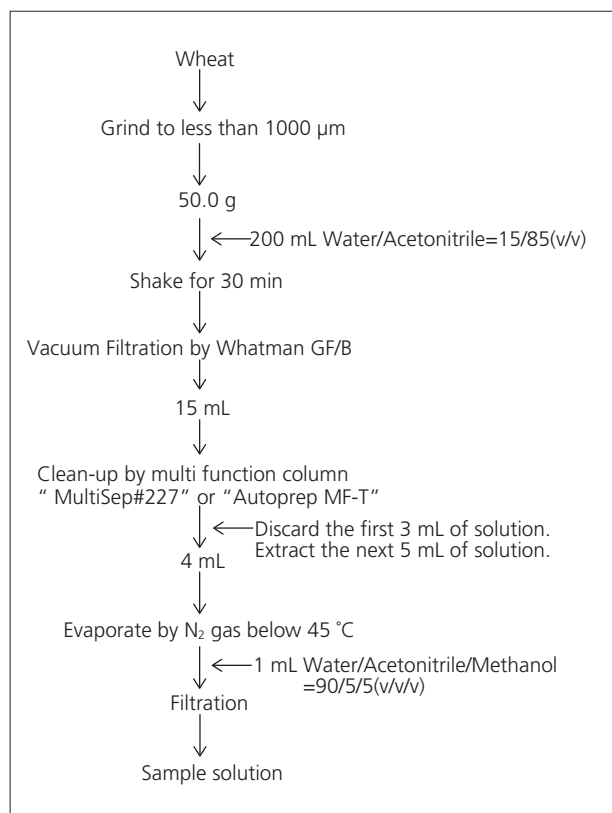 Wheat
Grind to less than 1000 µm
50.0 g
200 mL Water/Acetonitrile=15/85(v/v)
Shake for 30 min
Vacuum Filtration by Whatman GF/B
15 mL
Clean-up by multi function column
“ MultiSep#227” or “Autoprep MF-T”
Discard the first 3 mL of solution.
Extract the next 5 mL of solution.
4 mL
Evaporate by N₂ gas below 45 ˚C
1 mL Water/Acetonitrile/Methanol
=90/5/5(v/v/v)
Filtration
Sample solution